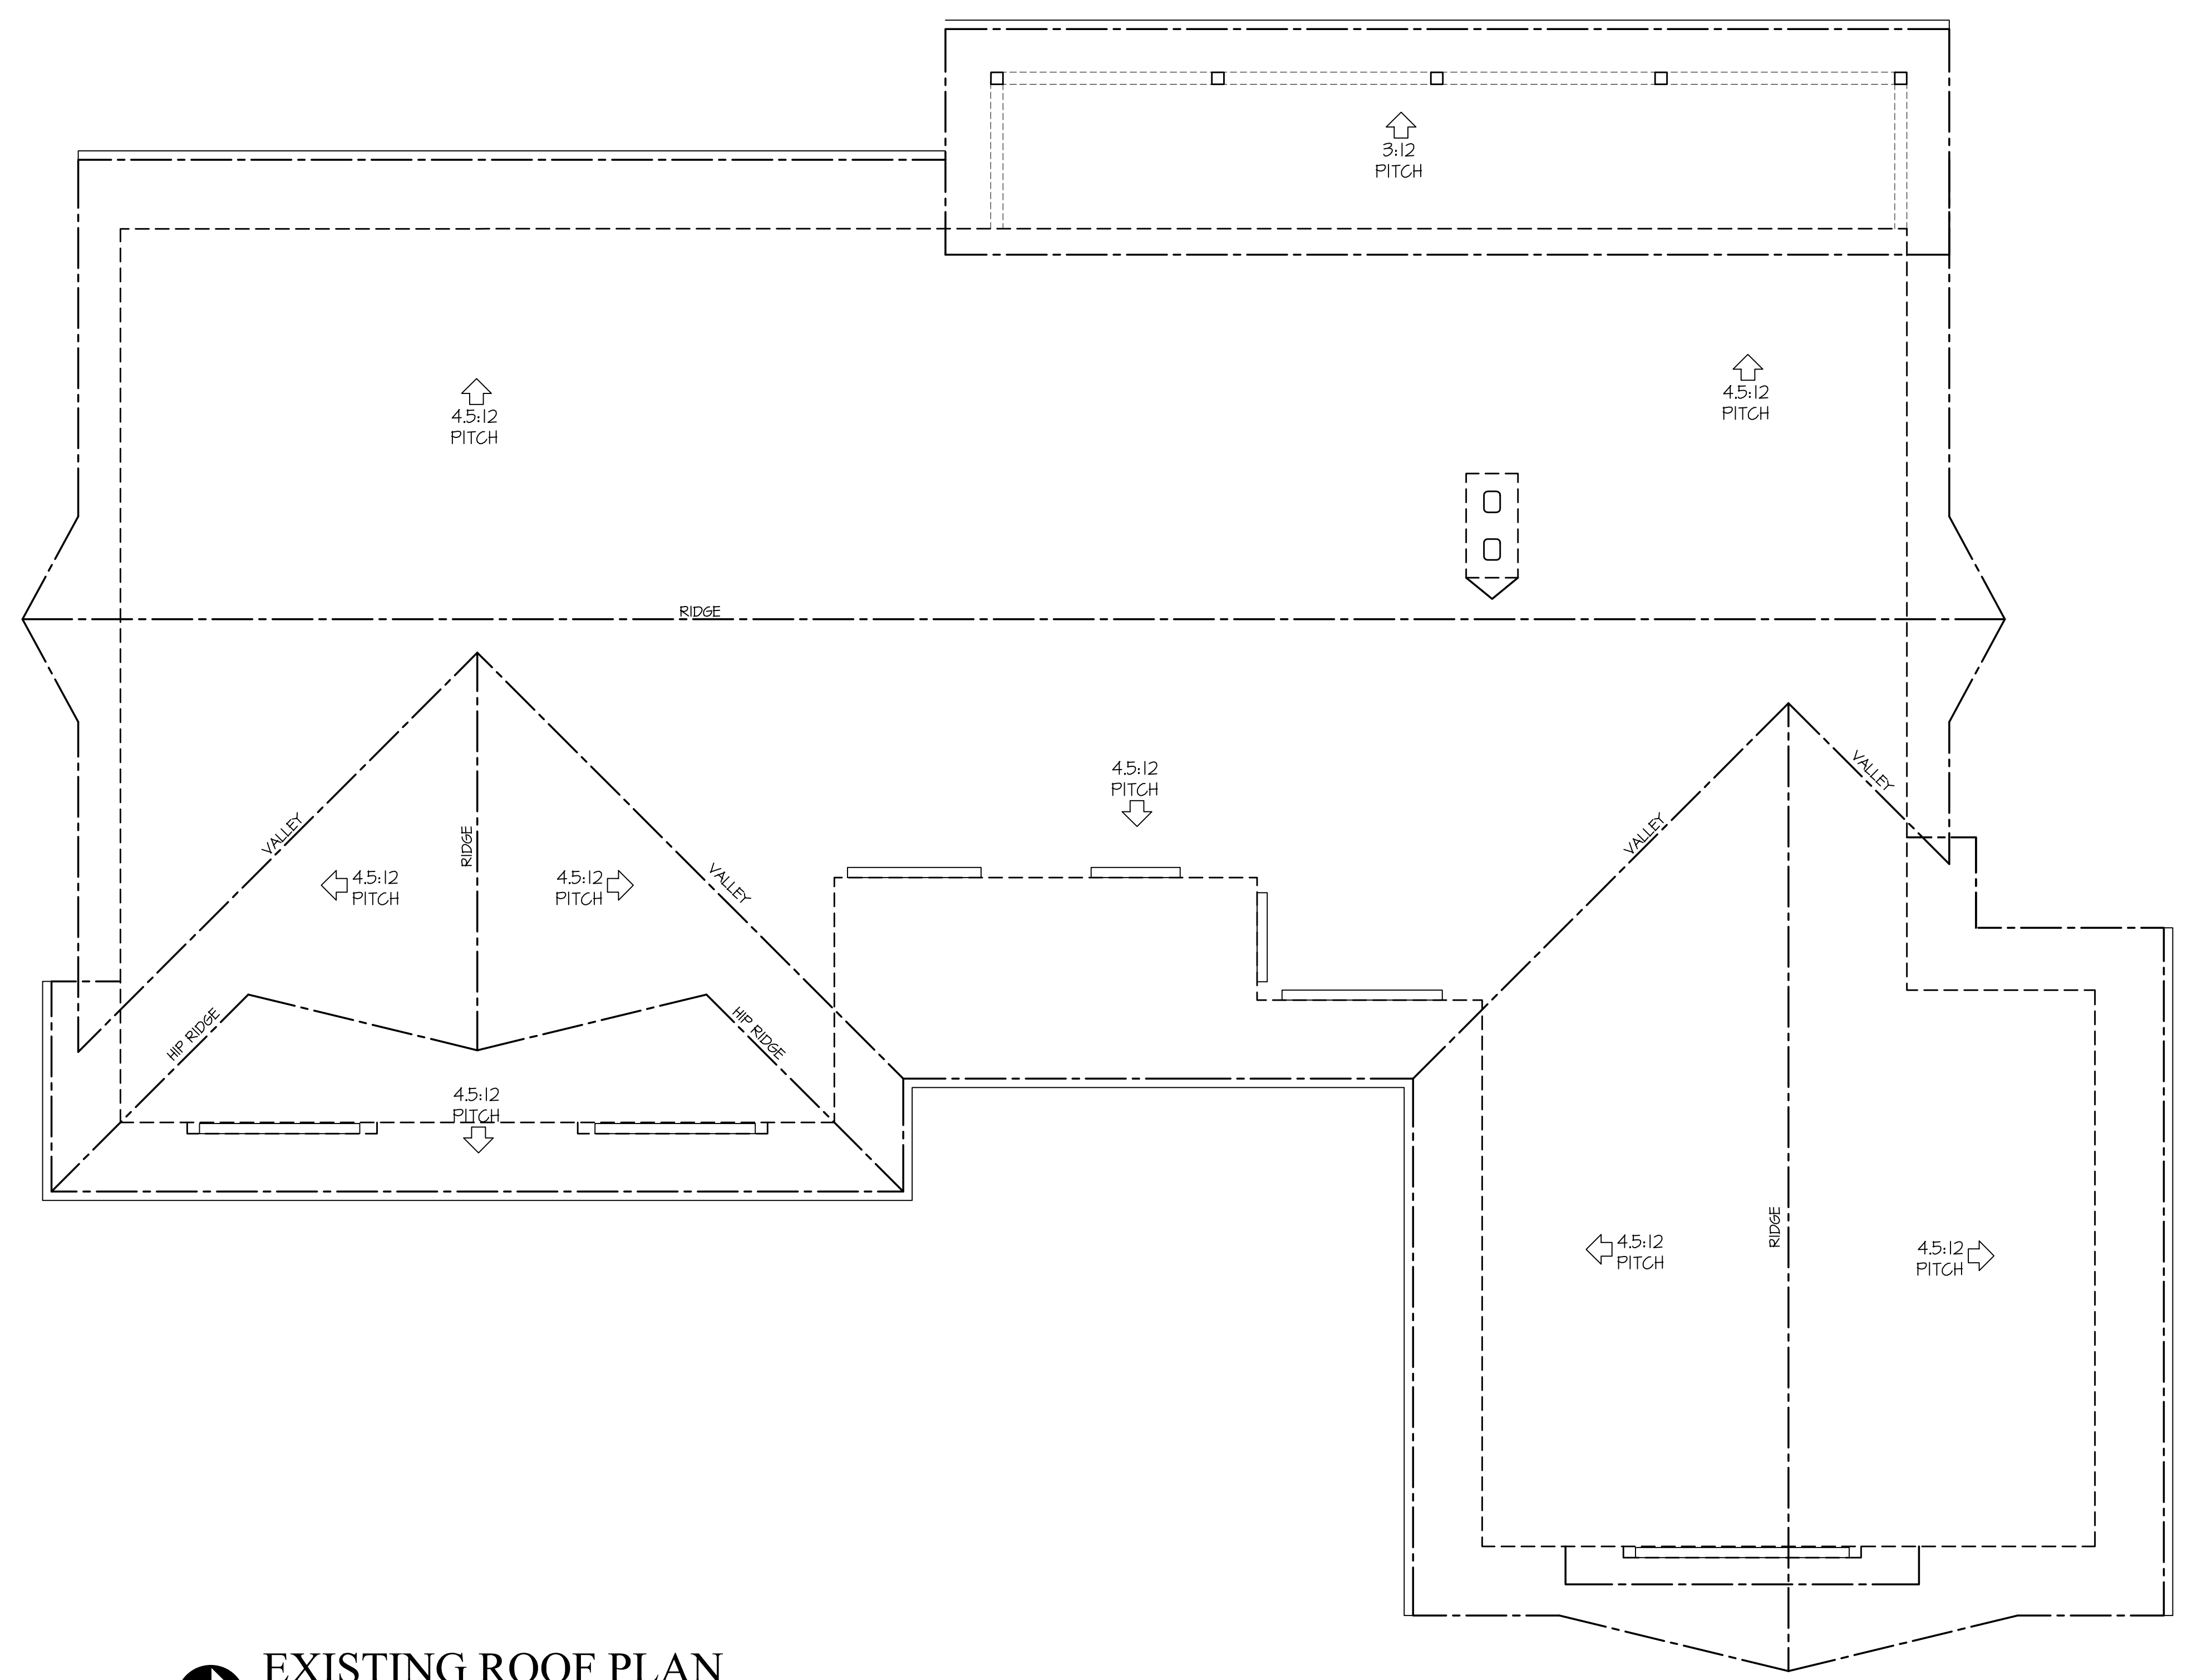 3:12
PITCH
4.5:12
PITCH
4.5:12
PITCH
RIDGE
VALLEY
4.5:12
PITCH
VALLEY
RIDGE
VALLEY
4.5:12
PITCH
4.5:12
PITCH
VALLEY
HIP RIDGE
HIP RIDGE
4.5:12
PITCH
RIDGE
4.5:12
PITCH
4.5:12
PITCH
EXISTING ROOF PLAN